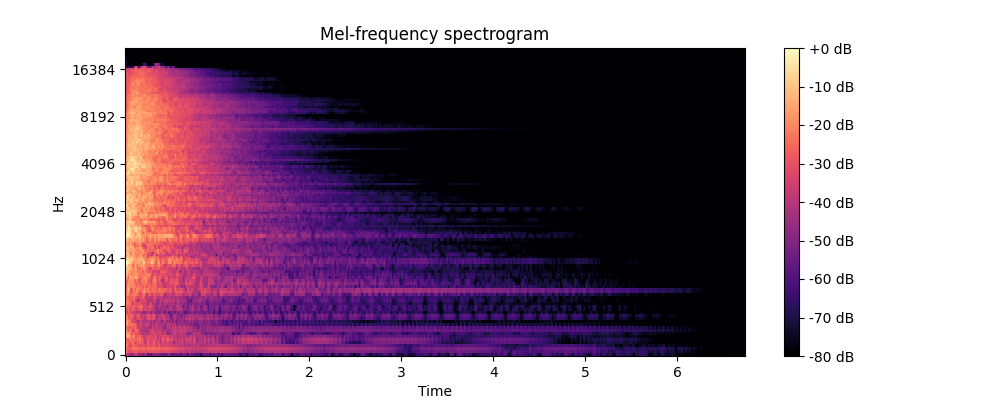 Mel-frequency spectrogram
Hz
16384
8192
4096
2048
1024
512
0
0 1 2 3 4 5 6
Time
+0 dB
-10 dB
-20 dB
-30 dB
-40 dB
-50 dB
-60 dB
-70 dB
-80 dB